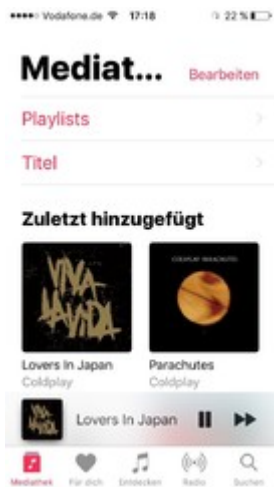 Vodafone.de 17:18 22 %
Mediat... Bearbeiten
Playlists
Titel
Zuletzt hinzugefügt
VIVA LA VIDA
COLDPLAY PARACHUTES
Lovers In Japan Parachutes
Coldplay Coldplay
Lovers In Japan
Mediathek Für dich Entdecken Radio Suchen